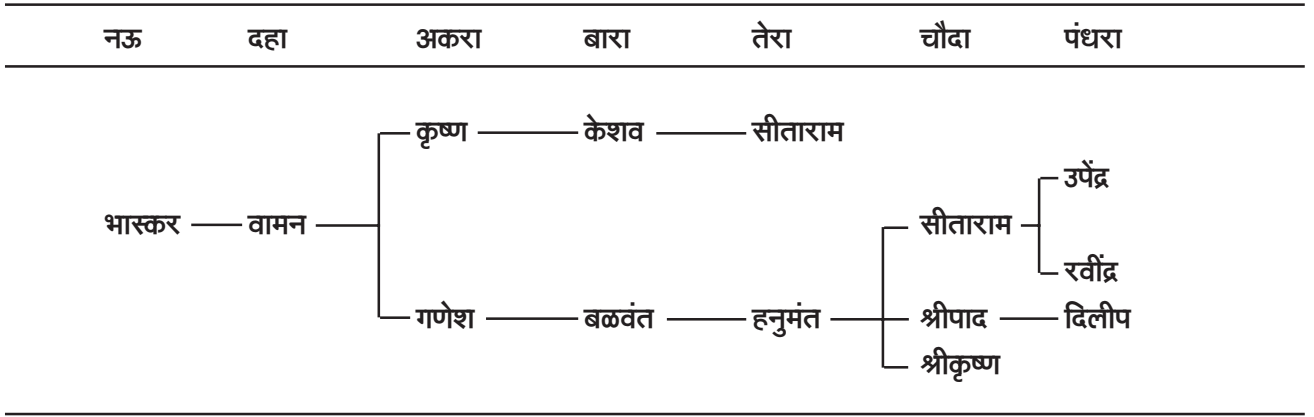 नऊ दहा अकरा बारा तेरा चौदा पंधरा
कृष्ण केशव सीताराम
उपेंद्र
भास्कर वामन सीताराम
रवींद्र
गणेश बळवंत हनुमंत श्रीपाद दिलीप
श्रीकृष्ण